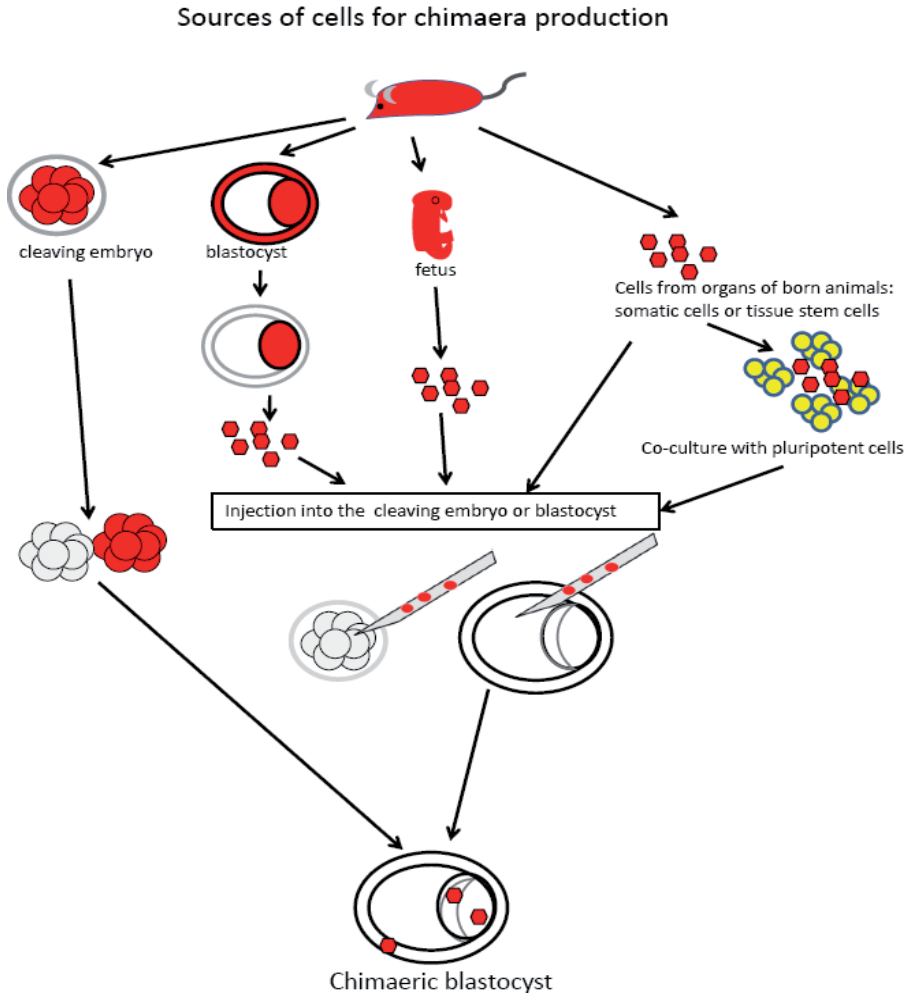 Sources of cells for chimaera production
cleaving embryo
blastocyst
fetus
Cells from organs of born animals:
somatic cells or tissue stem cells
Co-culture with pluripotent cells
Injection into the cleaving embryo or blastocyst
Chimaeric blastocyst